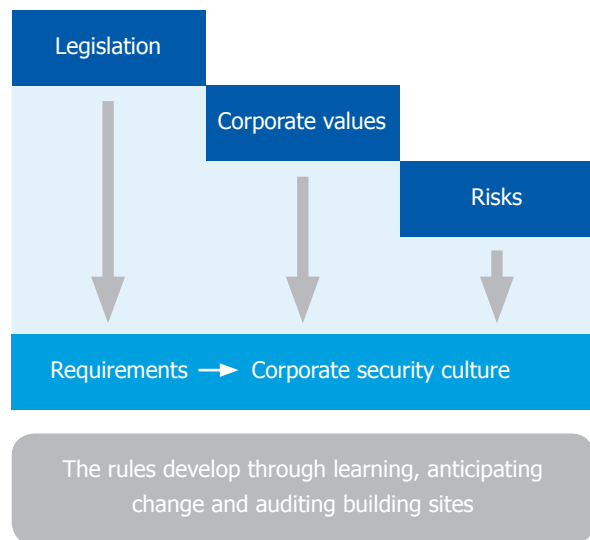 Legislation
Corporate values
Risks
Requirements → Corporate security culture
The rules develop through learning, anticipating
change and auditing building sites